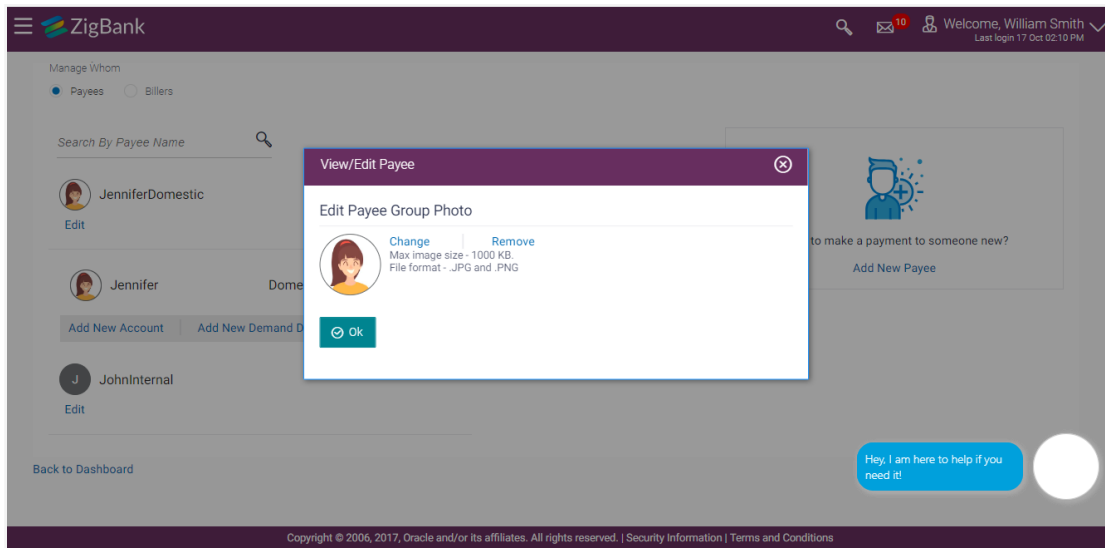 ZigBank
10
Welcome, William Smith
Last login 17 Oct 02:10 PM
Manage Whom
Payees
Billers
Search By Payee Name
JenniferDomestic
Edit
Jennifer
Dome
Add New Account
Add New Demand D
J
JohnInternal
Edit
View/Edit Payee
Edit Payee Group Photo
Change
Remove
Max image size - 1000 KB.
File format - .JPG and .PNG
Ok
to make a payment to someone new?
Add New Payee
Back to Dashboard
Hey, I am here to help if you
need it!
Copyright © 2006, 2017, Oracle and/or its affiliates. All rights reserved. | Security Information | Terms and Conditions